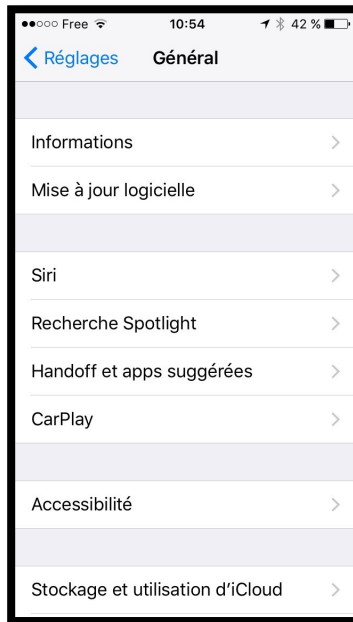 Free 10:54 42 %
Réglages Général
Informations
Mise à jour logicielle
Siri
Recherche Spotlight
Handoff et apps suggérées
CarPlay
Accessibilité
Stockage et utilisation d’iCloud